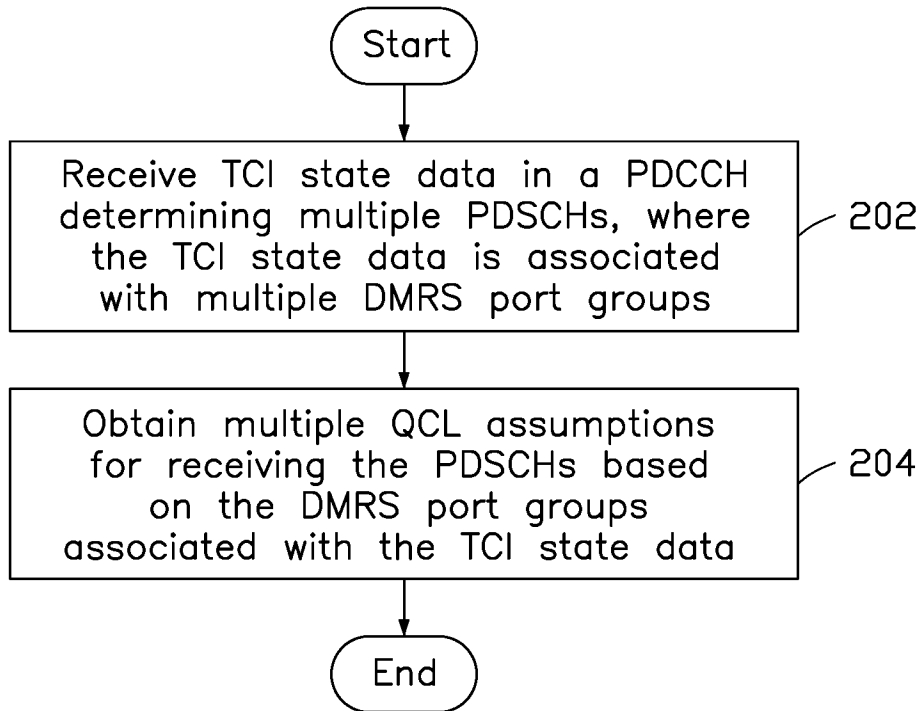 Start
Receive TCI state data in a PDCCH
determining multiple PDSCHs, where
the TCI state data is associated
with multiple DMRS port groups
202
Obtain multiple QCL assumptions
for receiving the PDSCHs based
on the DMRS port groups
associated with the TCI state data
204
End